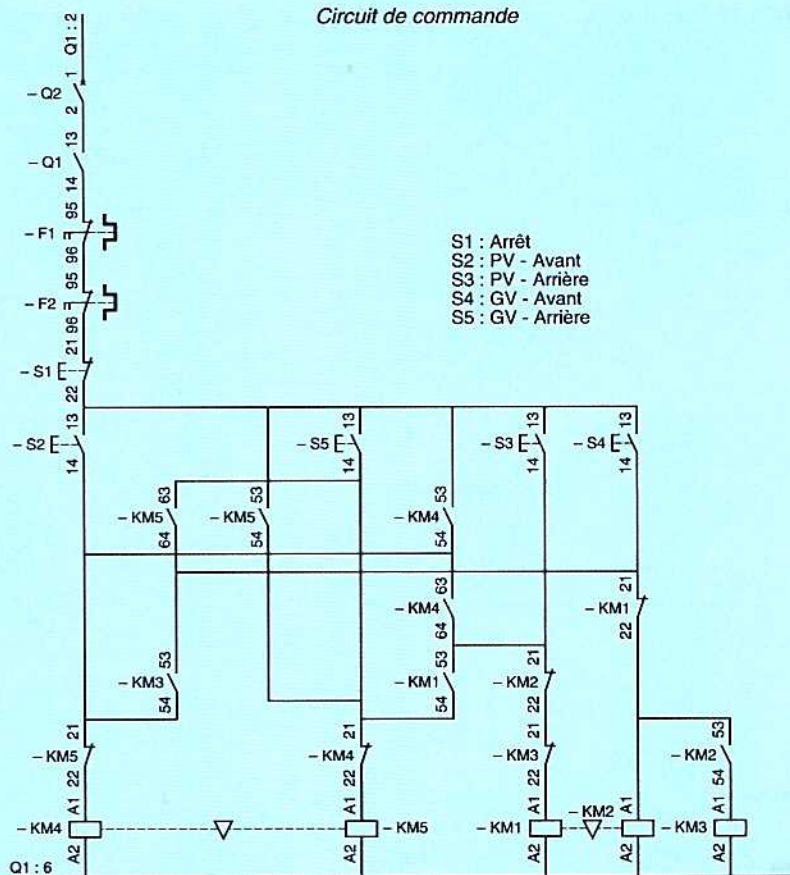 Circuit de commande
Q1 : 2
1
– Q2
2
13
– Q1
14
95
– F1
96
95
– F2
96
21
– S1
22
S1 : Arrêt
S2 : PV - Avant
S3 : PV - Arrière
S4 : GV - Avant
S5 : GV - Arrière
13 13 13 13
– S2 – S5 – S3 – S4
14 14 14 14
63 53 53
– KM5 – KM5 – KM4
64 54 54
63 21
– KM4 – KM1
64 22
53 53 21
– KM3 – KM1 – KM2
54 54 22
21 21 21 53
– KM5 – KM4 – KM3 – KM2
22 22 22 54
A1 A1 A1 A1 A1
– KM4 – KM5 – KM1 – KM2 – KM3
A2 A2 A2 A2 A2
Q1 : 6